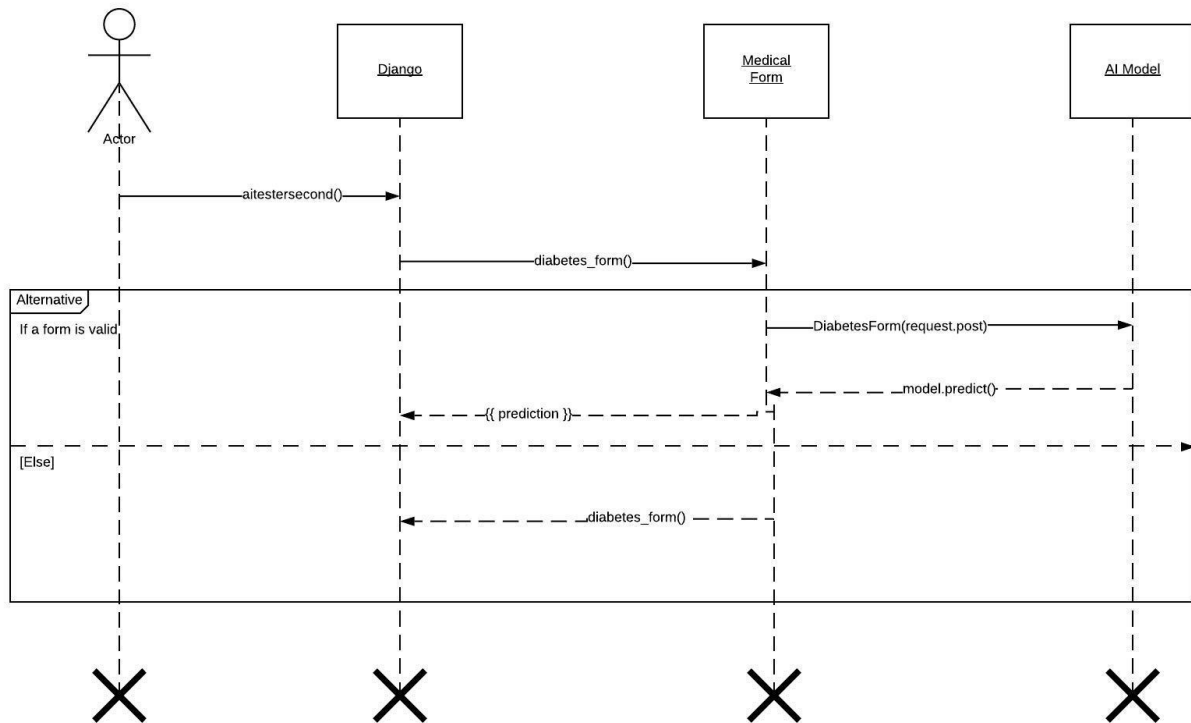 Django
Medical
Form
AI Model
Actor
aitestersecond()
diabetes_form()
Alternative
If a form is valid
DiabetesForm(request.post)
model.predict()
{{ prediction }}
[Else]
diabetes_form()